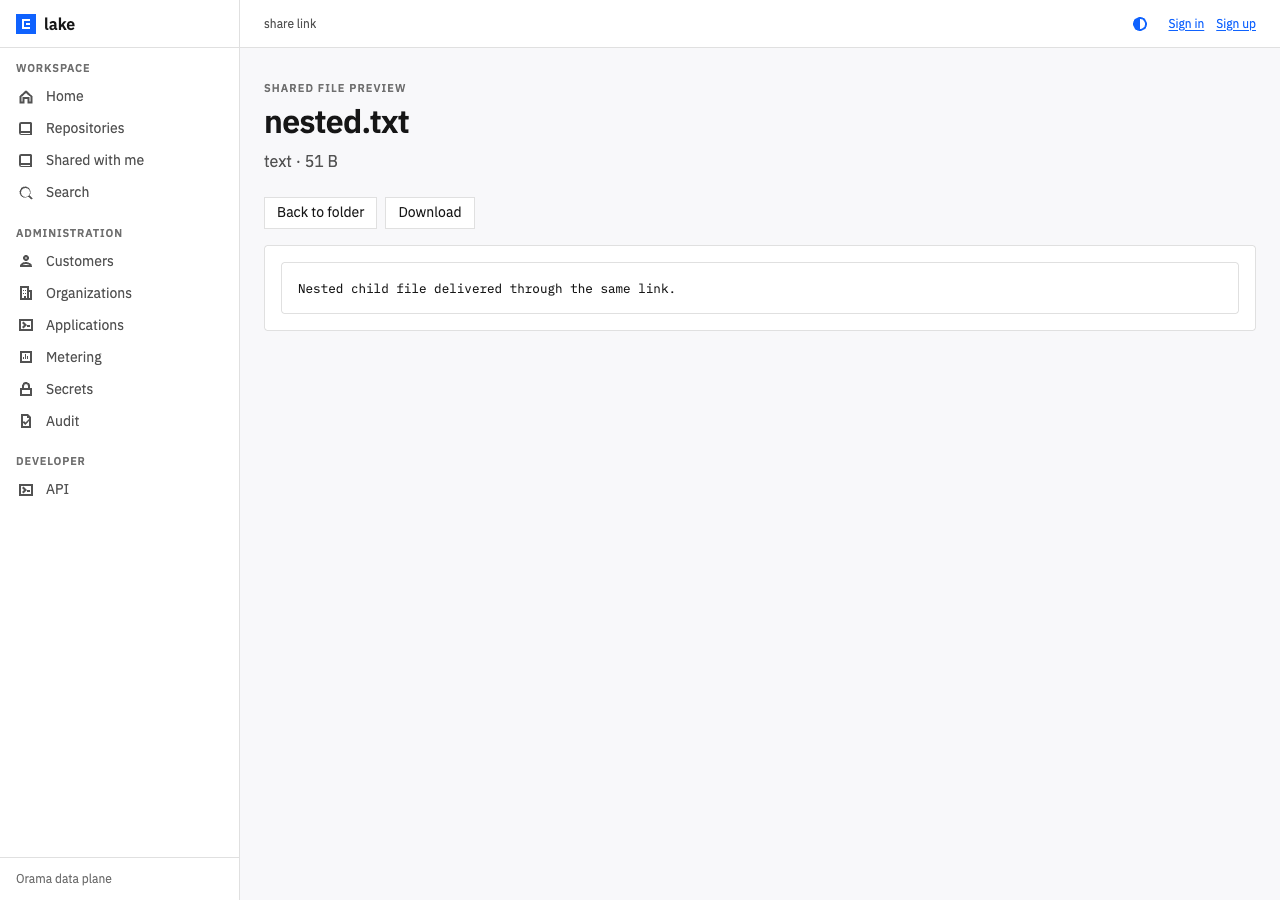 lake
share link
Sign in
Sign up
WORKSPACE
Home
Repositories
Shared with me
Search
ADMINISTRATION
Customers
Organizations
Applications
Metering
Secrets
Audit
DEVELOPER
API
Orama data plane
SHARED FILE PREVIEW
nested.txt
text · 51 B
Back to folder
Download
Nested child file delivered through the same link.